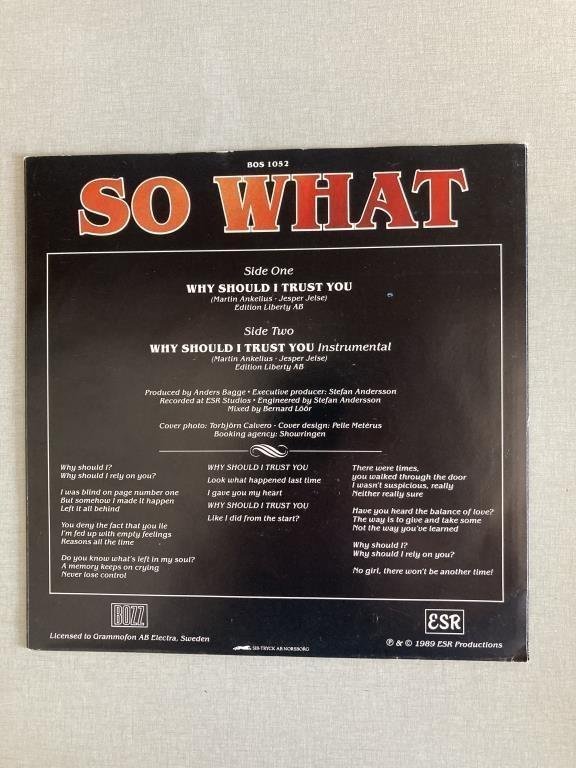 BOS 1052
SO WHAT
Side One
WHY SHOULD I TRUST YOU
(Martin Ankelius - Jesper Jelse)
Edition Liberty AB
Side Two
WHY SHOULD I TRUST YOU Instrumental
(Martin Ankelius - Jesper Jelse)
Edition Liberty AB
Produced by Anders Bagge • Executive producer: Stefan Andersson
Recorded at ESR Studios • Engineered by Stefan Andersson
Mixed by Bernard Löör
Cover photo: Torbjörn Calvero - Cover design: Pelle Metérus
Booking agency: Showringen
Why should I?
Why should I rely on you?
I was blind on page number one
But somehow I made it happen
Left it all behind
You deny the fact that you lie
I'm fed up with empty feelings
Reasons all the time
Do you know what's left in my soul?
A memory keeps on crying
Never lose control
WHY SHOULD I TRUST YOU
Look what happened last time
I gave you my heart
WHY SHOULD I TRUST YOU
Like I did from the start?
There were times,
you walked through the door
I wasn't suspicious, really
Neither really sure
Have you heard the balance of love?
The way is to give and take some
Not the way you've learned
Why should I?
Why should I rely on you?
No girl, there won't be another time!
BOZZ
Licensed to Grammofon AB Electra, Sweden
SIB-TRYCK AB NORSBORG
ESR
℗ & © 1989 ESR Productions